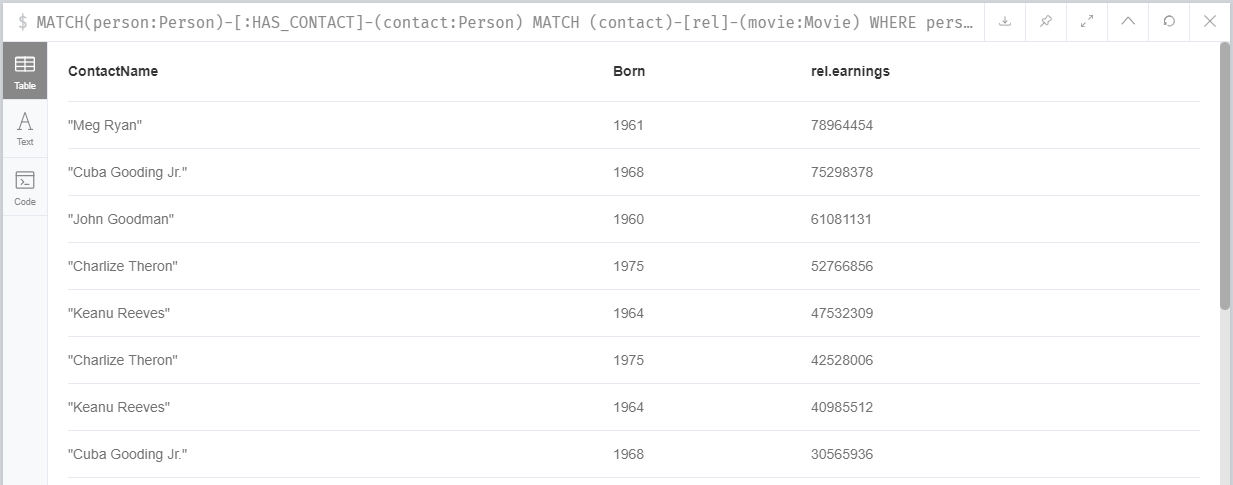 $ MATCH(person:Person)-[:HAS_CONTACT]-(contact:Person) MATCH (contact)-[rel]-(movie:Movie) WHERE pers…
Table
Text
Code
ContactName Born rel.earnings
"Meg Ryan" 1961 78964454
"Cuba Gooding Jr." 1968 75298378
"John Goodman" 1960 61081131
"Charlize Theron" 1975 52766856
"Keanu Reeves" 1964 47532309
"Charlize Theron" 1975 42528006
"Keanu Reeves" 1964 40985512
"Cuba Gooding Jr." 1968 30565936